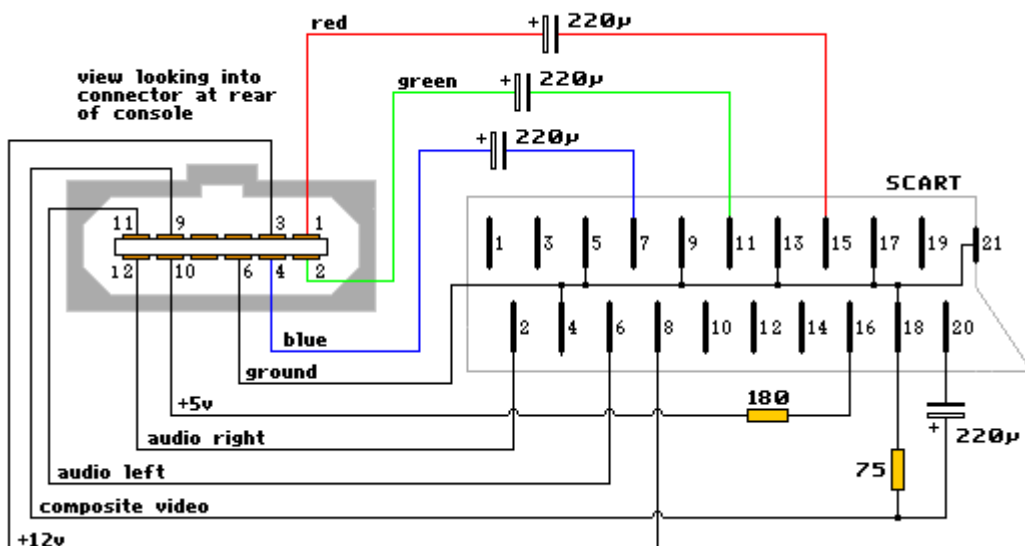 red
220µ
view looking into
connector at rear
of console
green
220µ
220µ
SCART
11 9 3 1
1 3 5 7 9 11 13 15 17 19 21
12 10 6 4 2
2 4 6 8 10 12 14 16 18 20
blue
ground
+5v
180
audio right
220µ
audio left
75
composite video
+12v